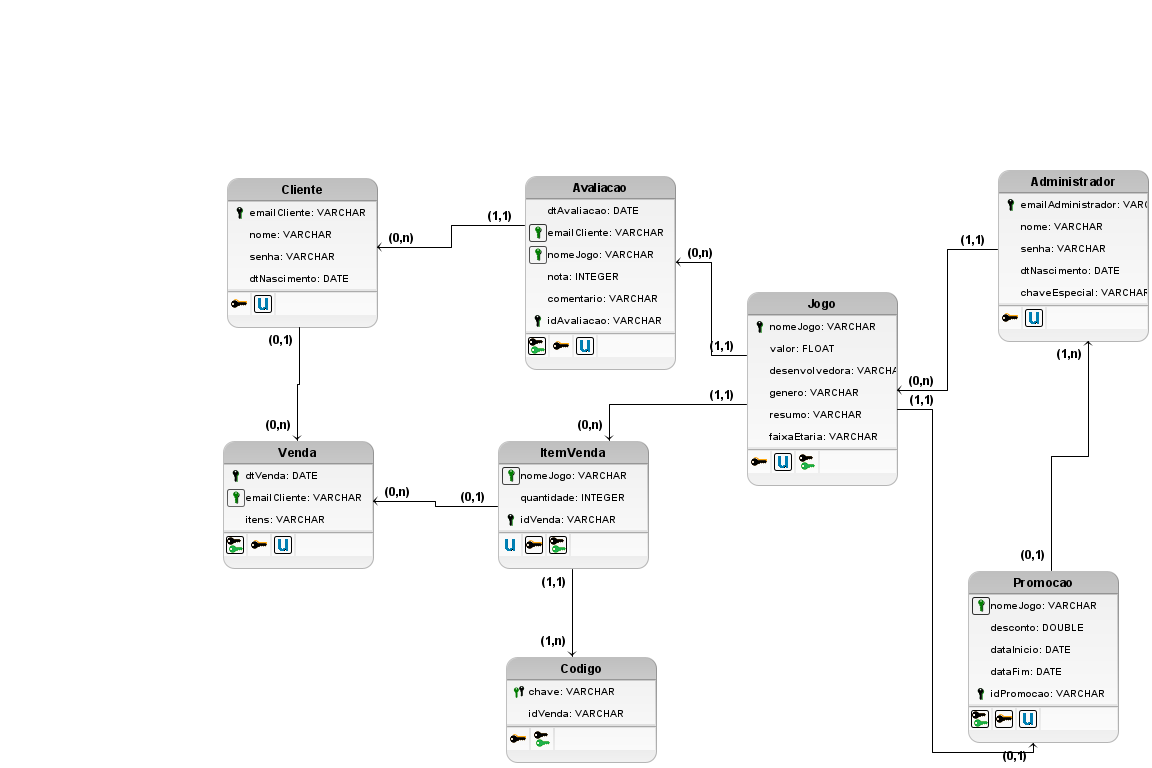 Cliente
emailCliente: VARCHAR
nome: VARCHAR
senha: VARCHAR
dtNascimento: DATE
U
(0,n)
(1,1)
(0,1)
Avaliacao
dtAvaliacao: DATE
emailCliente: VARCHAR
nomeJogo: VARCHAR
nota: INTEGER
comentario: VARCHAR
idAvaliacao: VARCHAR
U
(0,n)
(1,1)
Jogo
nomeJogo: VARCHAR
valor: FLOAT
desenvolvedora: VARCHA
genero: VARCHAR
resumo: VARCHAR
faixaEtaria: VARCHAR
U
(1,1)
(0,n)
(1,1)
Administrador
emailAdministrador: VARC
nome: VARCHAR
senha: VARCHAR
dtNascimento: DATE
chaveEspecial: VARCHAR
U
(1,1)
(1,n)
(0,n)
Venda
dtVenda: DATE
emailCliente: VARCHAR
itens: VARCHAR
U
(0,n)
(0,1)
(0,n)
ItemVenda
nomeJogo: VARCHAR
quantidade: INTEGER
idVenda: VARCHAR
U
(1,1)
(1,n)
Codigo
chave: VARCHAR
idVenda: VARCHAR
(0,1)
Promocao
nomeJogo: VARCHAR
desconto: DOUBLE
dataInicio: DATE
dataFim: DATE
idPromocao: VARCHAR
U
(0,1)